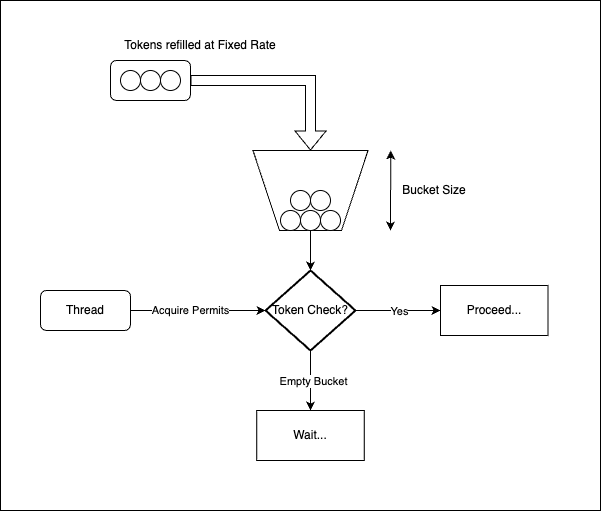 Tokens refilled at Fixed Rate
Bucket Size
Thread
Acquire Permits
Token Check?
Yes
Proceed...
Empty Bucket
Wait...